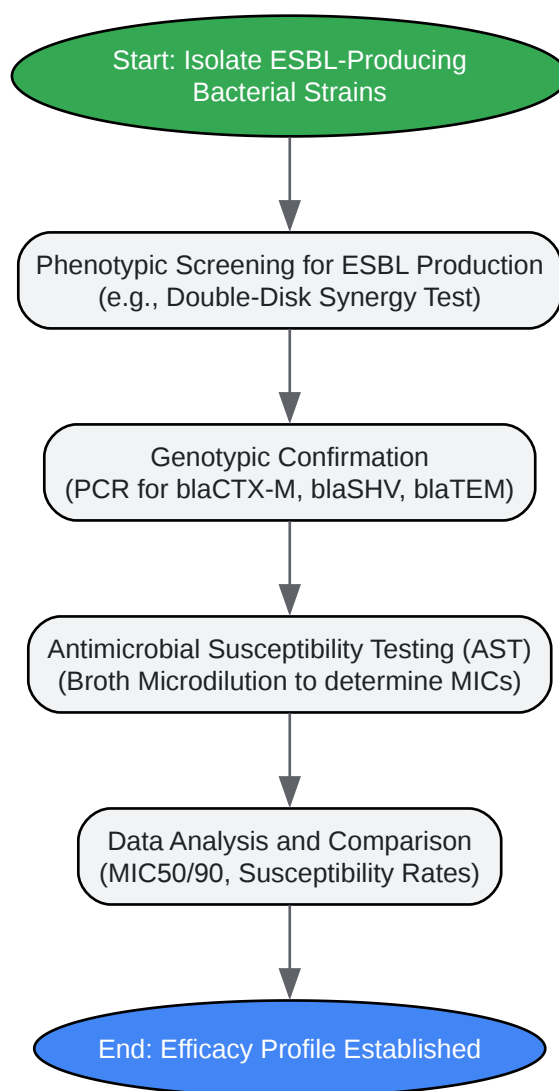 Start: Isolate ESBL-Producing
Bacterial Strains
Phenotypic Screening for ESBL Production
(e.g., Double-Disk Synergy Test)
Genotypic Confirmation
(PCR for blaCTX-M, blaSHV, blaTEM)
Antimicrobial Susceptibility Testing (AST)
(Broth Microdilution to determine MICs)
Data Analysis and Comparison
(MIC50/90, Susceptibility Rates)
End: Efficacy Profile Established